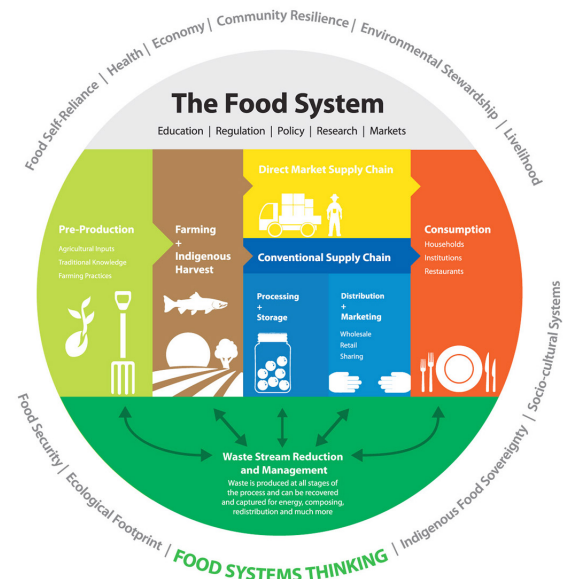 Food Self-Reliance | Health | Economy | Community Resilience | Environmental Stewardship | Livelihood
The Food System
Education | Regulation | Policy | Research | Markets
Direct Market Supply Chain
Pre-Production
Agricultural Inputs
Traditional Knowledge
Farming Practices
Farming
+
Indigenous
Harvest
Conventional Supply Chain
Processing
+
Storage
Distribution
+
Marketing
Wholesale
Retail
Sharing
Consumption
Households
Institutions
Restaurants
Waste Stream Reduction
and Management
Waste is produced at all stages of
the process and can be recovered
and captured for energy, composing,
redistribution and much more
Food Security | Ecological Footprint | FOOD SYSTEMS THINKING | Indigenous Food Sovereignty | Socio-cultural Systems